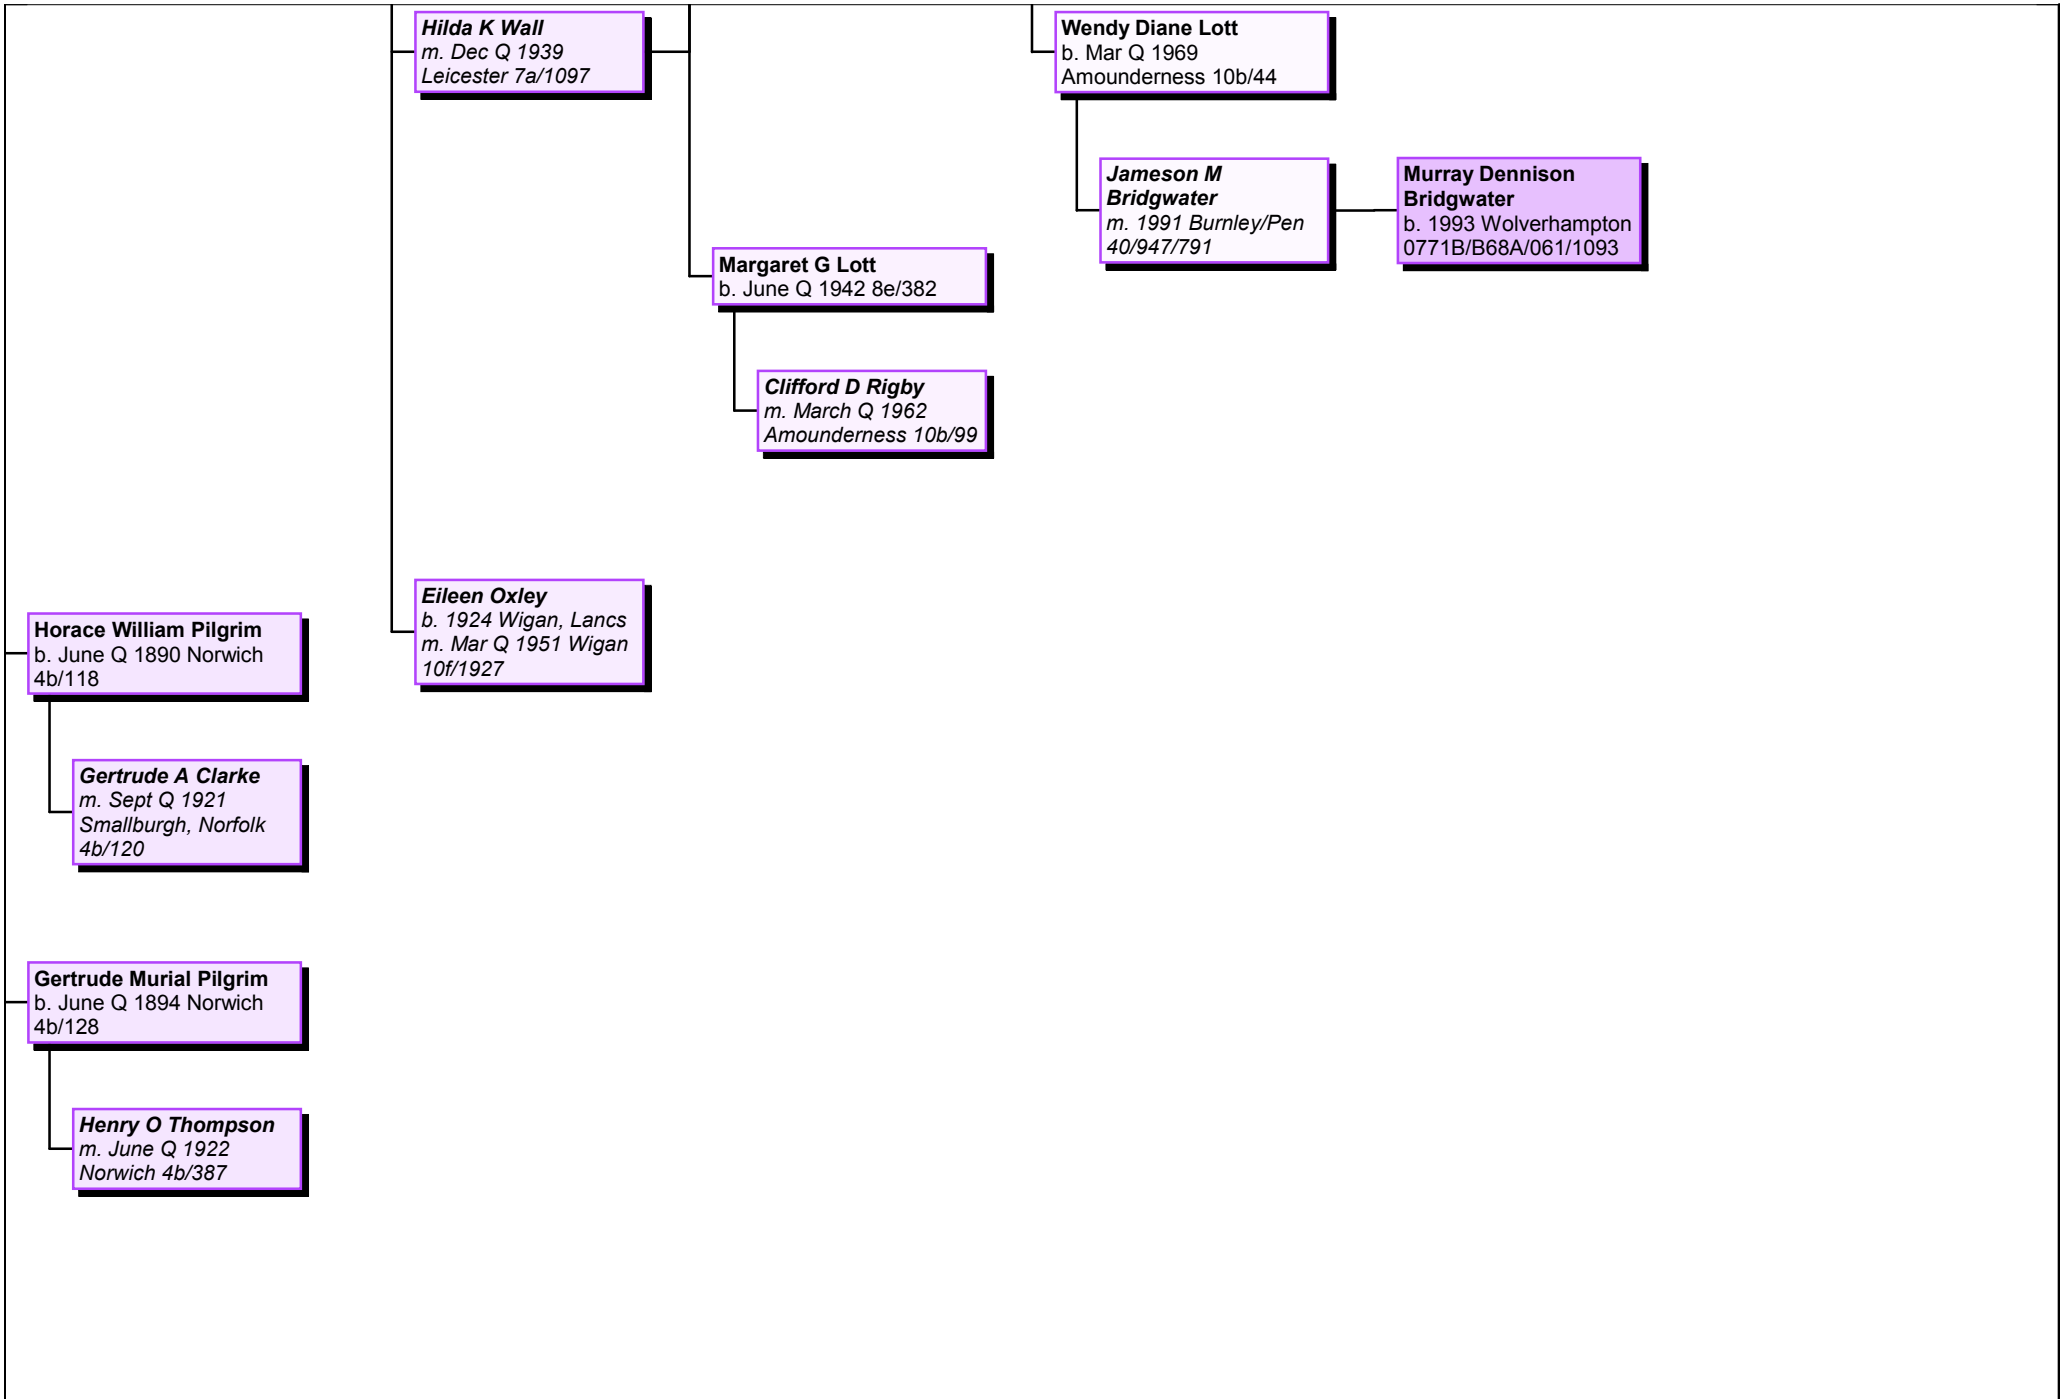 Hilda K Wall
m. Dec Q 1939
Leicester 7a/1097
Wendy Diane Lott
b. Mar Q 1969
Amounderness 10b/44
Jameson M
Bridgwater
m. 1991 Burnley/Pen
40/947/791
Murray Dennison
Bridgwater
b. 1993 Wolverhampton
0771B/B68A/061/1093
Margaret G Lott
b. June Q 1942 8e/382
Clifford D Rigby
m. March Q 1962
Amounderness 10b/99
Eileen Oxley
b. 1924 Wigan, Lancs
m. Mar Q 1951 Wigan
10f/1927
Horace William Pilgrim
b. June Q 1890 Norwich
4b/118
Gertrude A Clarke
m. Sept Q 1921
Smallburgh, Norfolk
4b/120
Gertrude Murial Pilgrim
b. June Q 1894 Norwich
4b/128
Henry O Thompson
m. June Q 1922
Norwich 4b/387